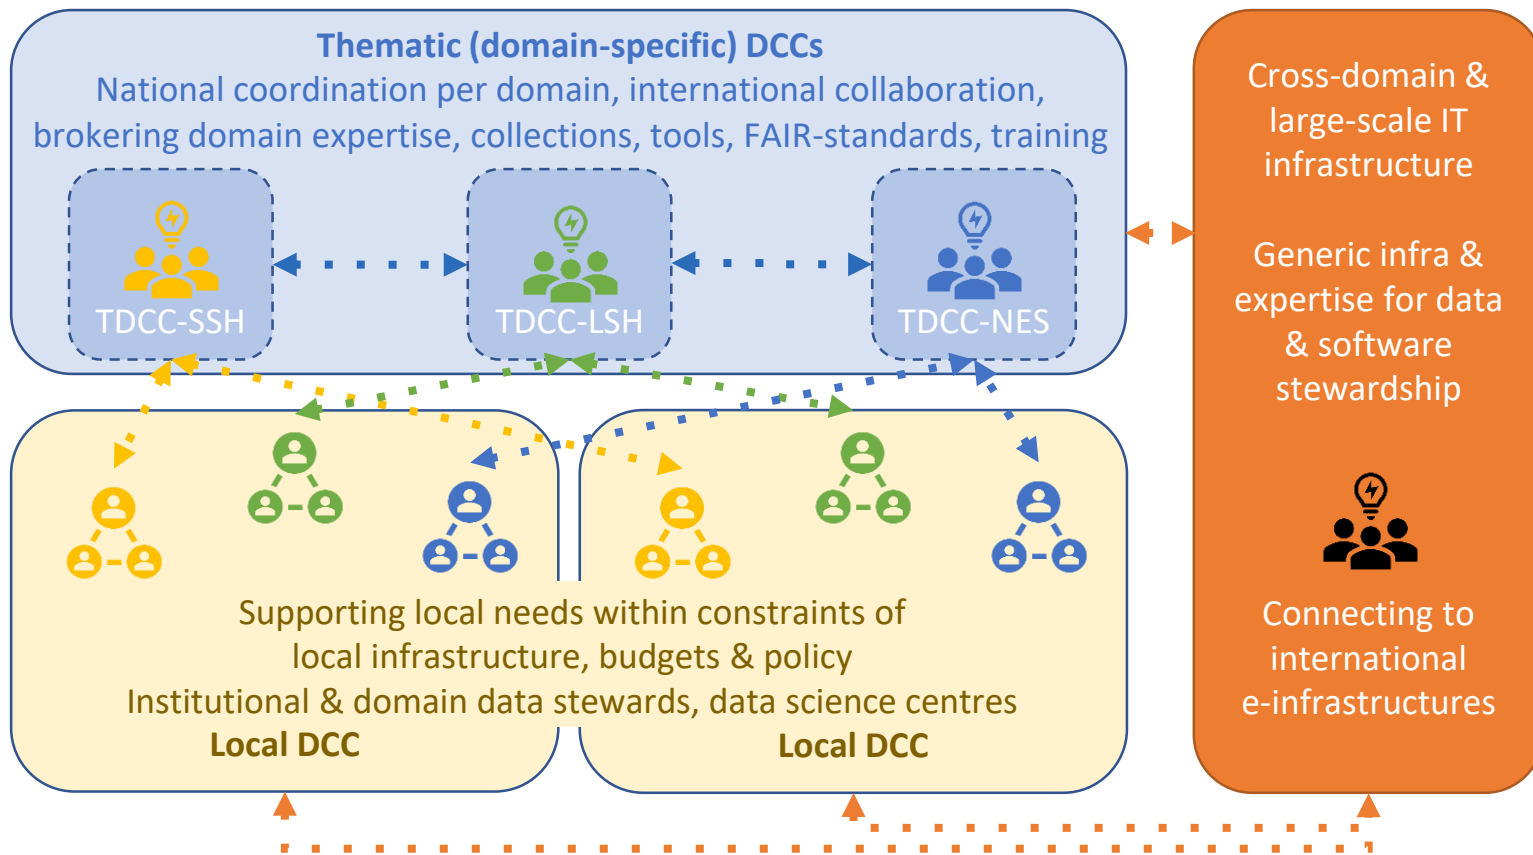 Thematic (domain-specific) DCCs
National coordination per domain, international collaboration,
brokering domain expertise, collections, tools, FAIR-standards, training
TDCC-SSH
TDCC-LSH
TDCC-NES
Supporting local needs within constraints of
local infrastructure, budgets & policy
Institutional & domain data stewards, data science centres
Local DCC
Local DCC
Cross-domain &
large-scale IT
infrastructure
Generic infra &
expertise for data
& software
stewardship
Connecting to
international
e-infrastructures